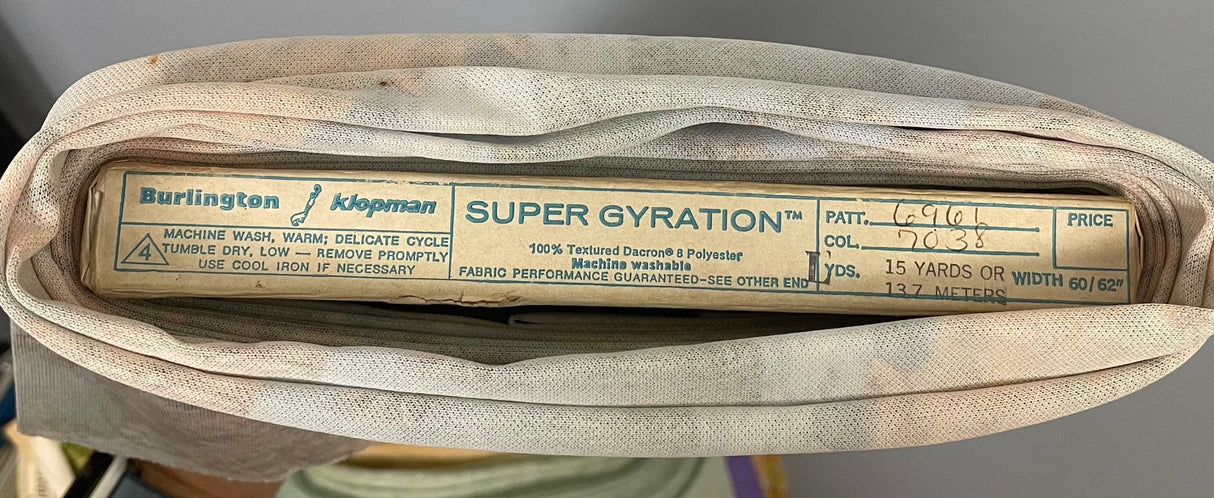 Burlington Klopman
4 MACHINE WASH, WARM; DELICATE CYCLE
TUMBLE DRY, LOW — REMOVE PROMPTLY
USE COOL IRON IF NECESSARY
SUPER GYRATION™
100% Textured Dacron® 8 Polyester
Machine washable
FABRIC PERFORMANCE GUARANTEED–SEE OTHER END
PATT. 6961
COL. 7038
YDS. 15 YARDS OR
13.7 METERS
PRICE
WIDTH 60/62"